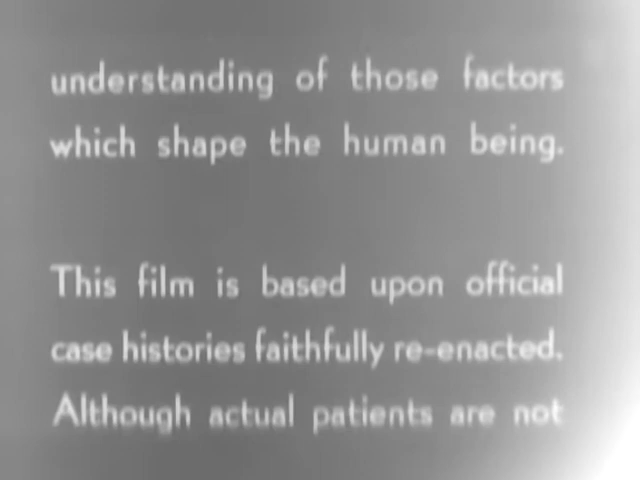 understanding of those factors
which shape the human being.
This film is based upon official
case histories faithfully re-enacted.
Although actual patients are not